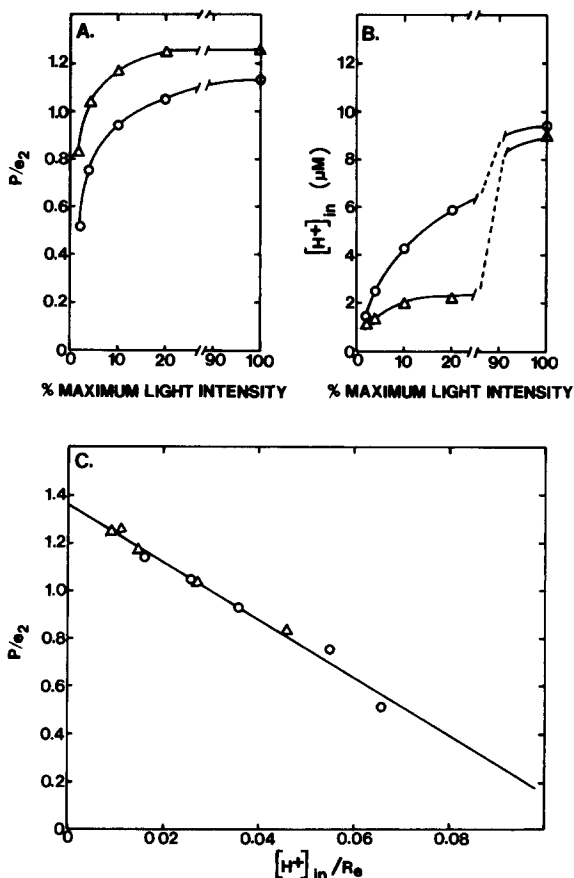 A.
1.2
1.0
0.8
0.6
0.4
0.2
0
P/e2
0 10 20 90 100
% MAXIMUM LIGHT INTENSITY
B.
12
10
8
6
4
2
0
[H+]in (μM)
0 10 20 90 100
% MAXIMUM LIGHT INTENSITY
C.
1.4
1.2
1.0
0.8
0.6
0.4
0.2
0
P/e2
0 0.02 0.04 0.06 0.08
[H+]in/Re